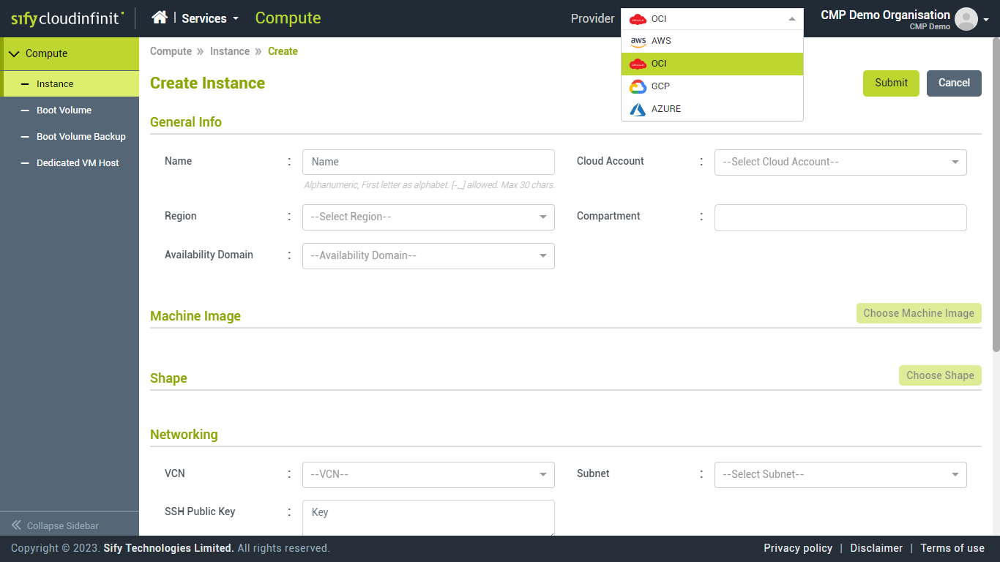 sify cloudinfinit
Services
Compute
Provider
OCI
CMP Demo Organisation
CMP Demo
aws AWS
OCI
GCP
AZURE
Compute
Instance
Boot Volume
Boot Volume Backup
Dedicated VM Host
Collapse Sidebar
Compute » Instance » Create
Create Instance
Submit Cancel
General Info
Name : Name
Alphanumeric, First letter as alphabet. [-,_] allowed. Max 30 chars.
Cloud Account : --Select Cloud Account--
Region : --Select Region--
Compartment :
Availability Domain : --Availability Domain--
Machine Image
Choose Machine Image
Shape
Choose Shape
Networking
VCN : --VCN--
Subnet : --Select Subnet--
SSH Public Key : Key
Copyright © 2023. Sify Technologies Limited. All rights reserved.
Privacy policy | Disclaimer | Terms of use